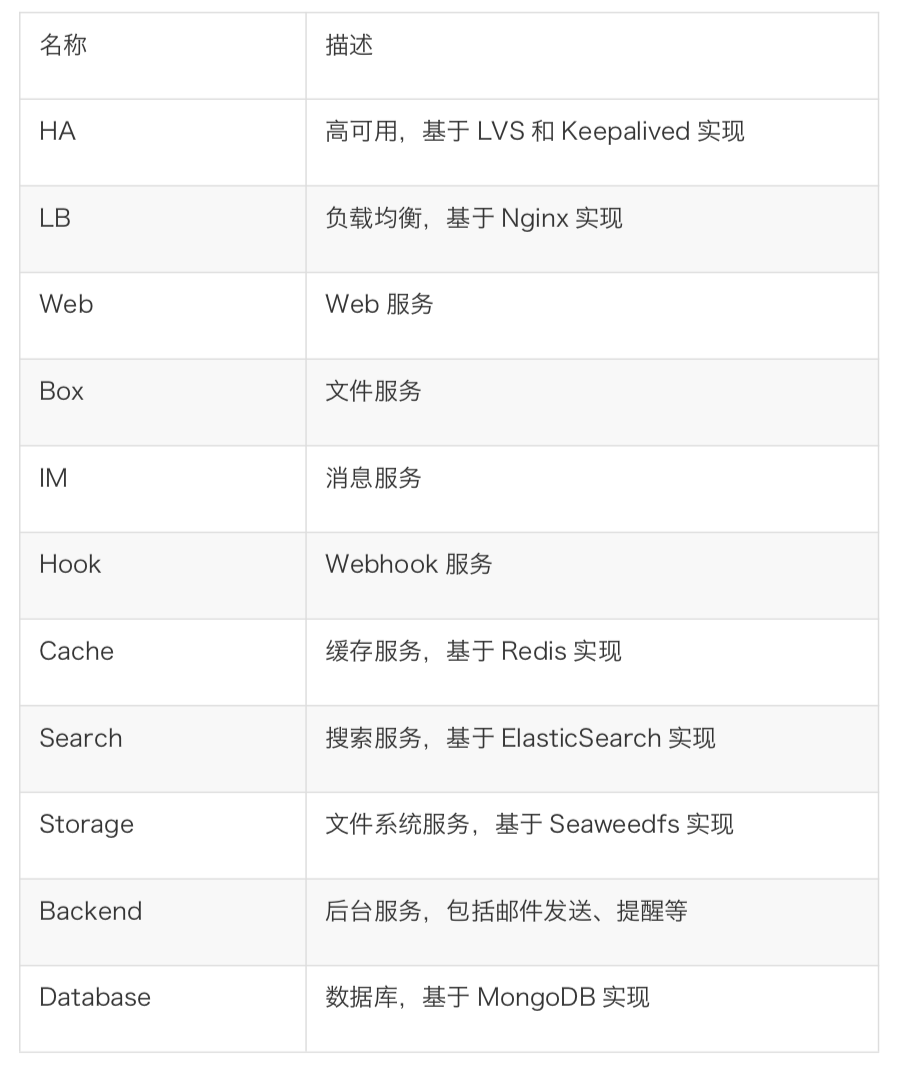 名称 描述
HA 高可用，基于 LVS 和 Keepalived 实现
LB 负载均衡，基于 Nginx 实现
Web Web 服务
Box 文件服务
IM 消息服务
Hook Webhook 服务
Cache 缓存服务，基于 Redis 实现
Search 搜索服务，基于 ElasticSearch 实现
Storage 文件系统服务，基于 Seaweedfs 实现
Backend 后台服务，包括邮件发送、提醒等
Database 数据库，基于 MongoDB 实现